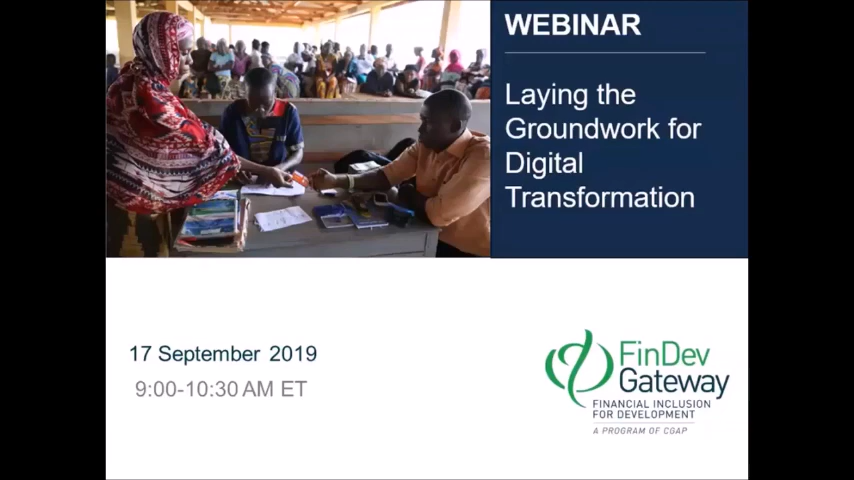 WEBINAR
Laying the
Groundwork for
Digital
Transformation
17 September 2019
9:00-10:30 AM ET
FinDev
Gateway
FINANCIAL INCLUSION
FOR DEVELOPMENT
A PROGRAM OF CGAP